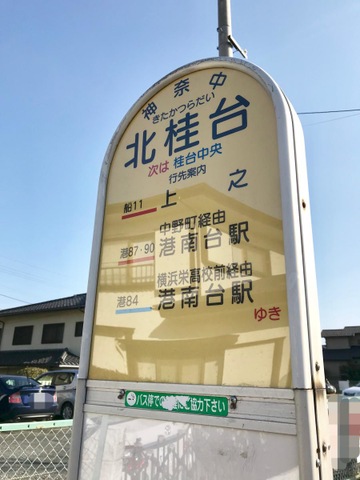 神奈中
きたかつらだい
北桂台
次は 桂台中央
行先案内
船11 上之
中野町経由
港87・90 港南台駅
横浜栄高校前経由
港84 港南台駅
ゆき
バス停での
にご協力下さい